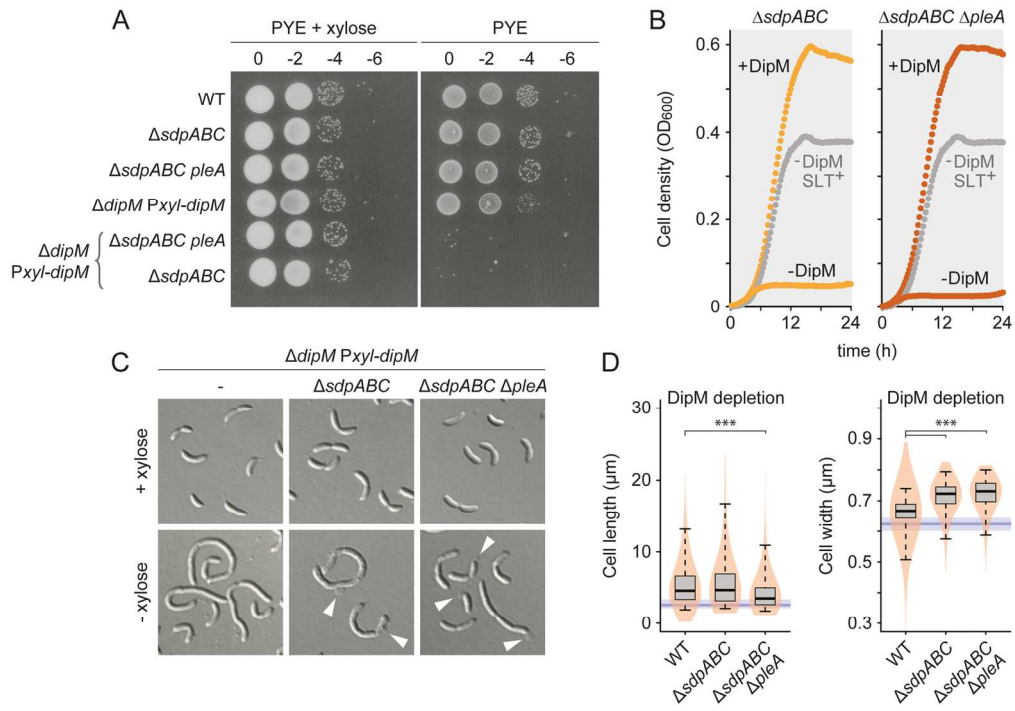 A
PYE + xylose
PYE
0 -2 -4 -6
0 -2 -4 -6
WT
ΔsdpABC
ΔsdpABC pleA
ΔdipM Pxyl-dipM
ΔdipM
Pxyl-dipM
ΔsdpABC pleA
ΔsdpABC
B
ΔsdpABC
ΔsdpABC ΔpleA
Cell density (OD600)
0.6
0.4
0.2
0
+DipM
-DipM
SLT+
-DipM
+DipM
-DipM
SLT+
-DipM
0 12 24
0 12 24
time (h)
C
ΔdipM Pxyl-dipM
-
ΔsdpABC
ΔsdpABC ΔpleA
+ xylose
- xylose
D
DipM depletion
***
Cell length (µm)
30
20
10
0
WT
ΔsdpABC
ΔsdpABC
ΔpleA
DipM depletion
***
Cell width (µm)
0.9
0.7
0.5
0.3
WT
ΔsdpABC
ΔsdpABC
ΔpleA